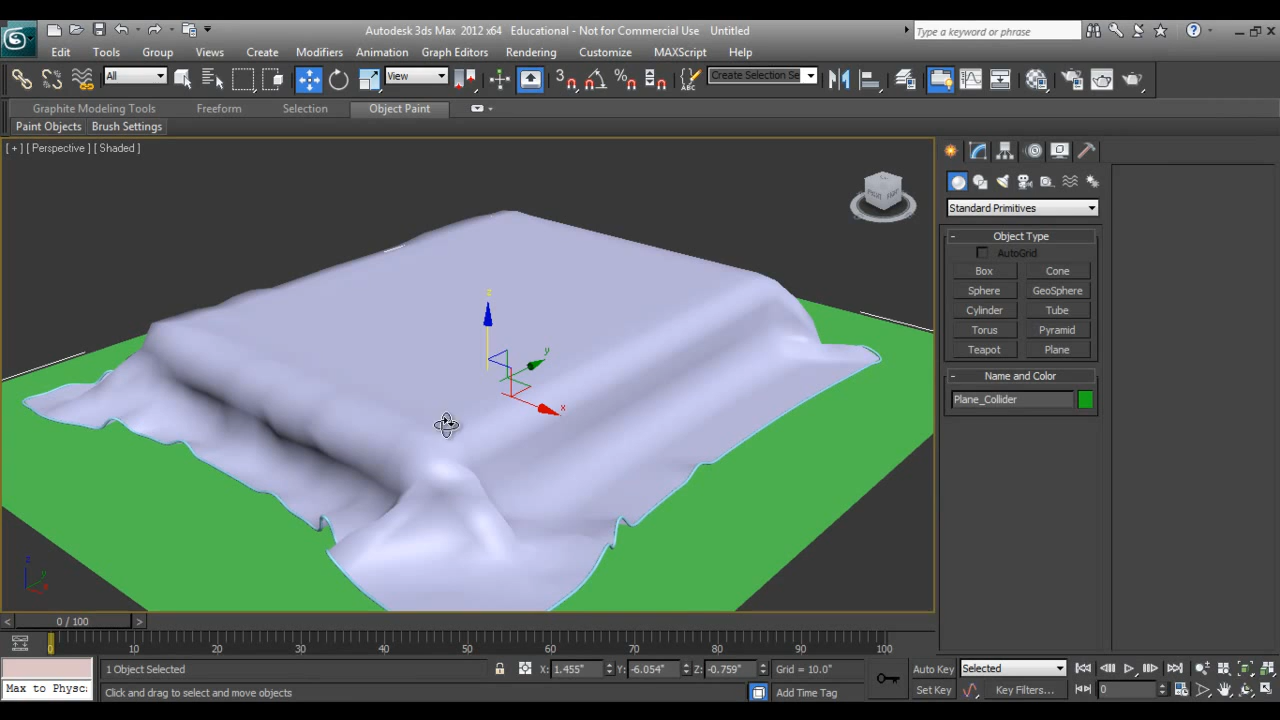 Autodesk 3ds Max 2012 x64 Educational - Not for Commercial Use Untitled
Type a keyword or phrase
Edit Tools Group Views Create Modifiers Animation Graph Editors Rendering Customize MAXScript Help
All View Create Selection Se
Graphite Modeling Tools Freeform Selection Object Paint
Paint Objects Brush Settings
[ + ] [ Perspective ] [ Shaded ]
Standard Primitives
- Object Type
AutoGrid
Box Cone
Sphere GeoSphere
Cylinder Tube
Torus Pyramid
Teapot Plane
- Name and Color
Plane_Collider
z
y
x
z
y
x
< 0 / 100 >
0 10 20 30 40 50 60 70 80 90 100
1 Object Selected X: 1.455" Y: -6.054" Z: -0.759" Grid = 10.0" Auto Key Selected
Max to Physc Click and drag to select and move objects Add Time Tag Set Key Key Filters... 0